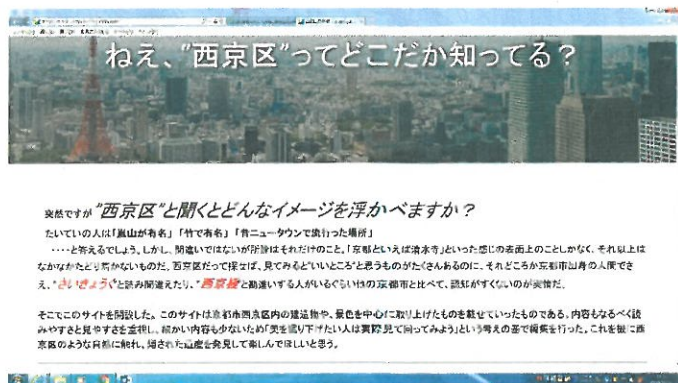 ねえ、"西京区"ってどこだか知ってる？
突然ですが"西京区"と聞くとどんなイメージを浮かべますか？
たいていの人は「嵐山が有名」「竹で有名」「昔ニュータウンで流行った場所」
････と答えるでしょう。しかし、間違いではないが所詮はそれだけのこと。「京都といえば清水寺」といった感じの表面上のことしかなく、それ以上は
なかなかたどり着かないものだ。西京区だって探せば、見てみると"いいところ"と思うものがたくさんあるのに、それどころか京都市出身の人間でさ
え、"さいきょうく"と読み間違えたり、"西京極"と勘違いする人がいるぐらい他の京都市と比べて、認知がすくないのが実情だ。
そこでこのサイトを開設した。このサイトは京都市西京区内の建造物や、景色を中心に取り上げたものを載せていったものである。内容もなるべく読
みやすさと見やすさを重視し、細かい内容も少ないため「美を掘り下げたい人は実際見て回ってみよう」という考えの基で編集を行った。これを機に西
京区のような自然に触れ、隠された遺産を発見して楽しんでほしいと思う。